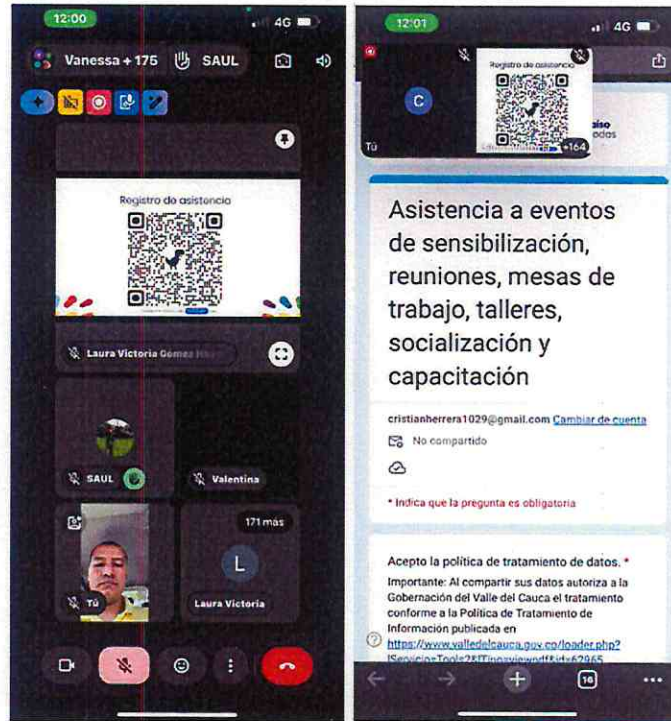 12:00
4G
Vanessa + 175
SAUL
Registro de asistencia
Laura Victoria Gómez
SAUL
Valentina
Tú
171 más
L
Laura Victoria
12:01
4G
Registro de asistencia
C
Tú
+164
Asistencia a eventos
de sensibilización,
reuniones, mesas de
trabajo, talleres,
socialización y
capacitación
cristianherrera1029@gmail.com Cambiar de cuenta
No compartido
* Indica que la pregunta es obligatoria
Acepto la política de tratamiento de datos. *
Importante: Al compartir sus datos autoriza a la
Gobernación del Valle del Cauca el tratamiento
conforme a la Política de Tratamiento de
Información publicada en
https://www.valledelcauca.gov.co/loader.php?
16